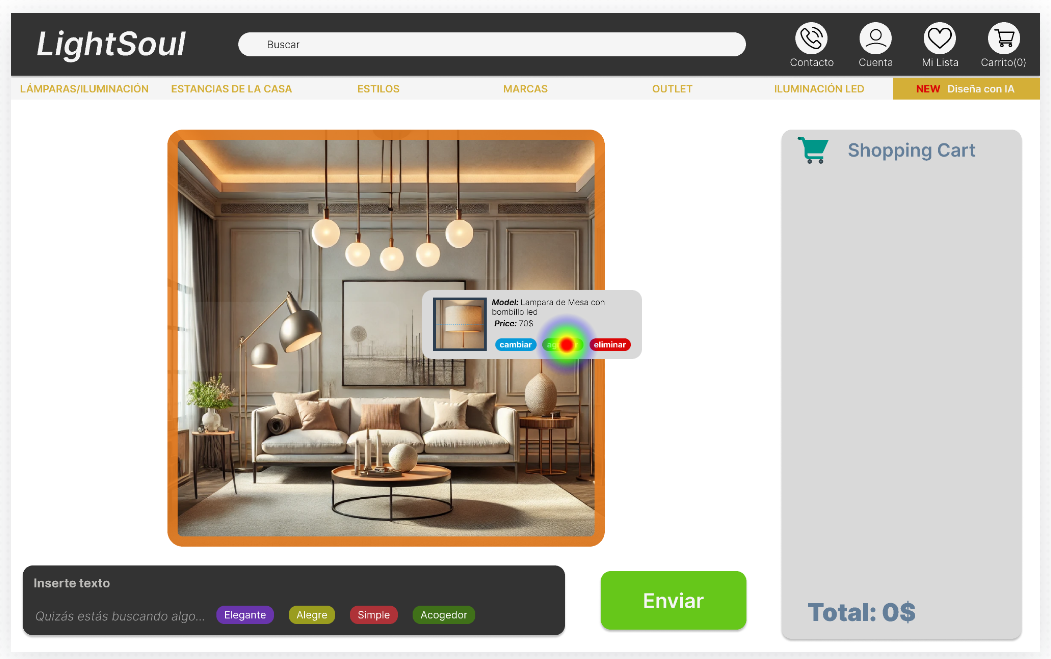 LightSoul
Buscar
Contacto
Cuenta
Mi Lista
Carrito(0)
LÁMPARAS/ILUMINACIÓN
ESTANCIAS DE LA CASA
ESTILOS
MARCAS
OUTLET
ILUMINACIÓN LED
NEW Diseña con IA
Shopping Cart
Model: Lampara de Mesa con
bombillo led
Price: 70$
cambiar
eliminar
Inserte texto
Quizás estás buscando algo...
Elegante
Alegre
Simple
Acogedor
Enviar
Total: 0$